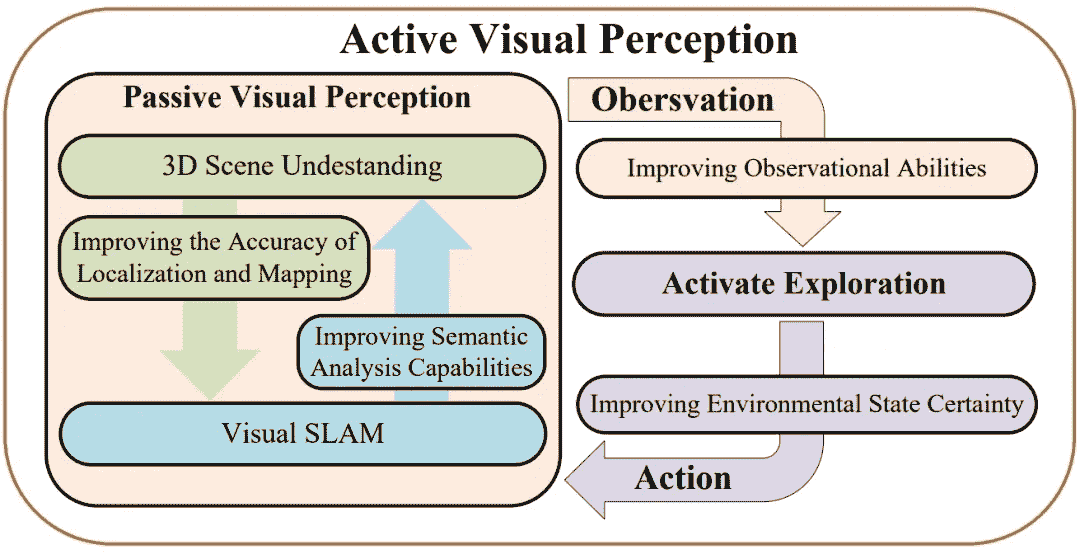 Active Visual Perception
Passive Visual Perception
3D Scene Undestanding
Improving the Accuracy of
Localization and Mapping
Improving Semantic
Analysis Capabilities
Visual SLAM
Obersvation
Improving Observational Abilities
Activate Exploration
Improving Environmental State Certainty
Action